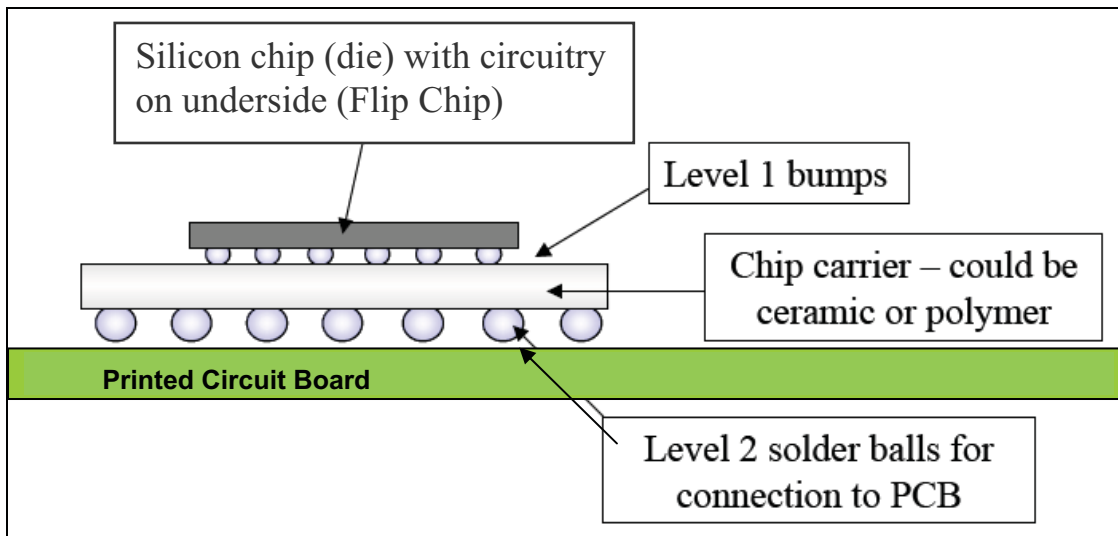 Silicon chip (die) with circuitry
on underside (Flip Chip)
Level 1 bumps
Chip carrier – could be
ceramic or polymer
Printed Circuit Board
Level 2 solder balls for
connection to PCB